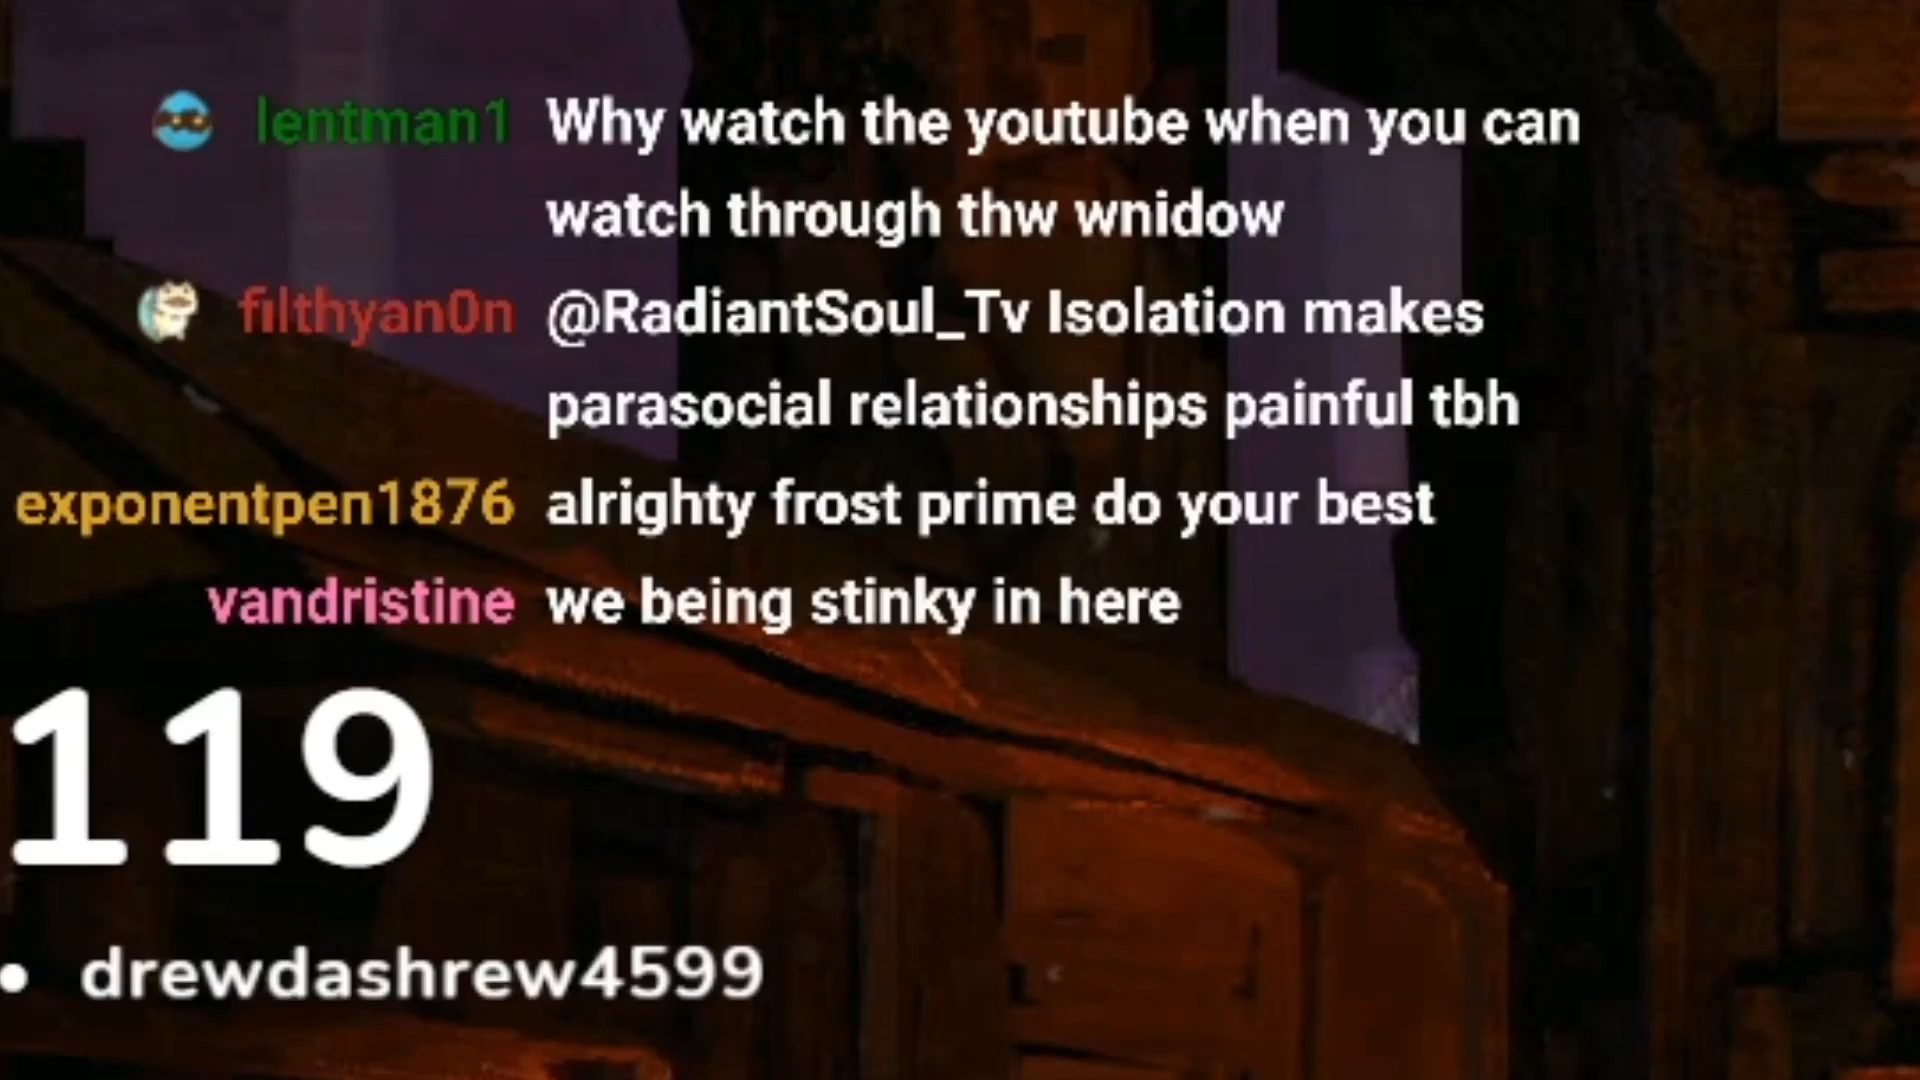 lentman1 Why watch the youtube when you can
watch through thw wnidow
filthyan0n @RadiantSoul_Tv Isolation makes
parasocial relationships painful tbh
exponentpen1876 alrighty frost prime do your best
vandristine we being stinky in here
119
• drewdashrew4599